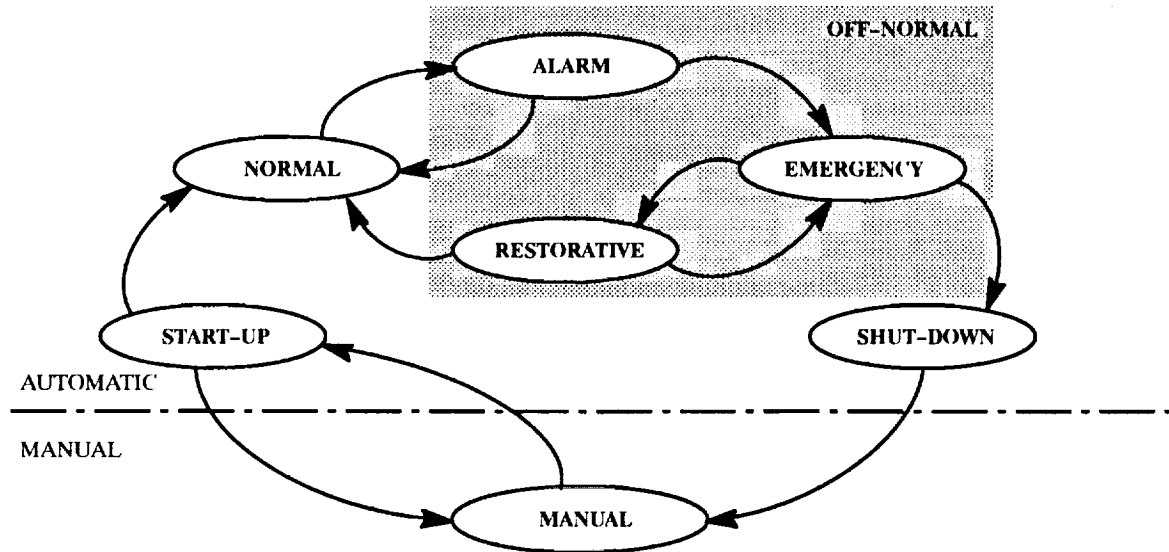 OFF-NORMAL
ALARM
NORMAL
EMERGENCY
RESTORATIVE
START-UP
SHUT-DOWN
AUTOMATIC
MANUAL
MANUAL